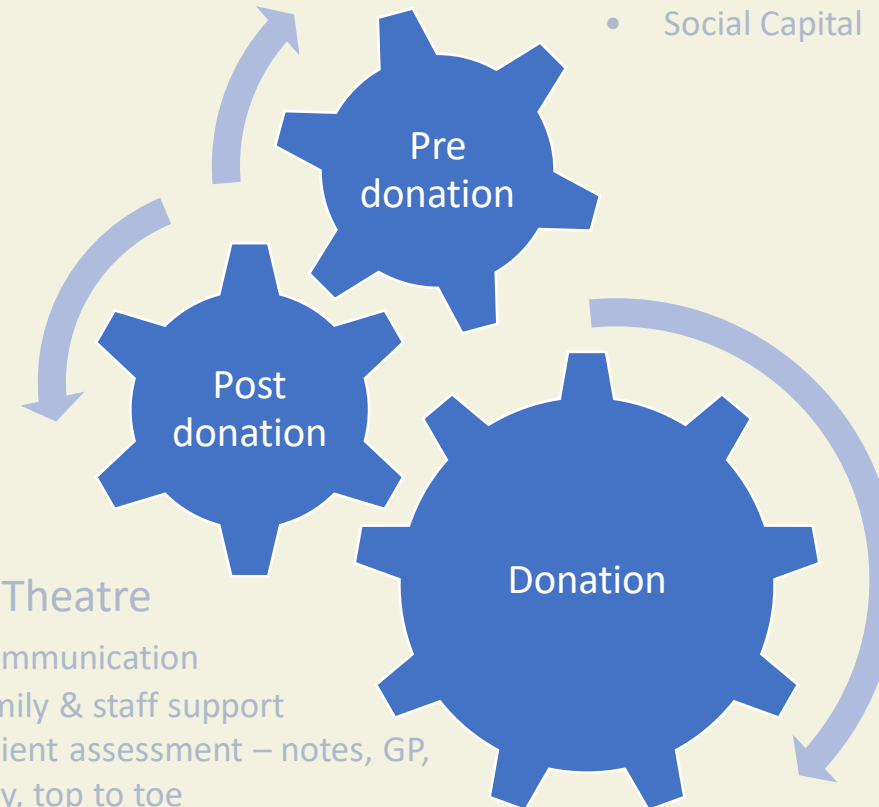 • Social Capital
Pre
donation
Post
donation
Donation
Theatre
mmunication
mily & staff support
ient assessment – notes, GP,
y, top to toe